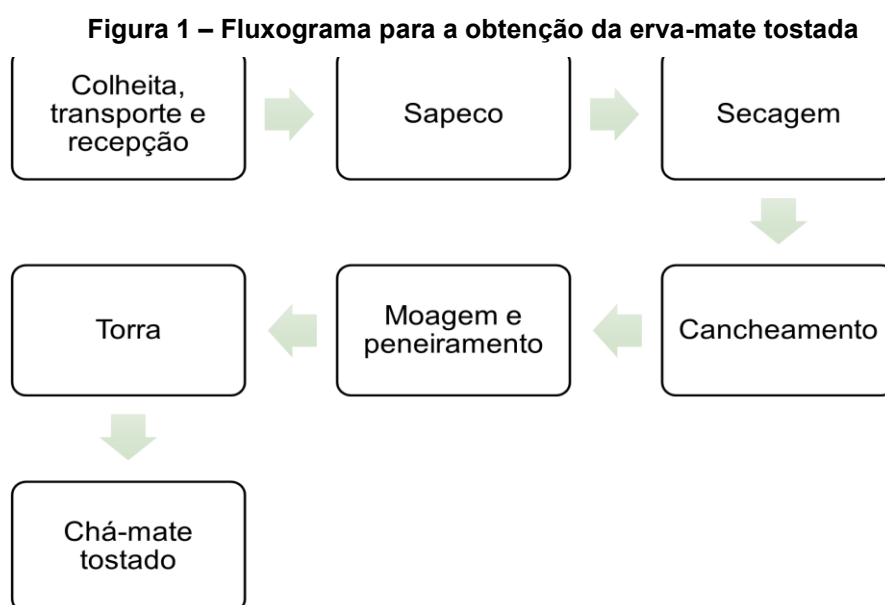 Figura 1 – Fluxograma para a obtenção da erva-mate tostada
Colheita,
transporte e
recepção
Sapeco
Secagem
Cancheamento
Moagem e
peneiramento
Torra
Chá-mate
tostado